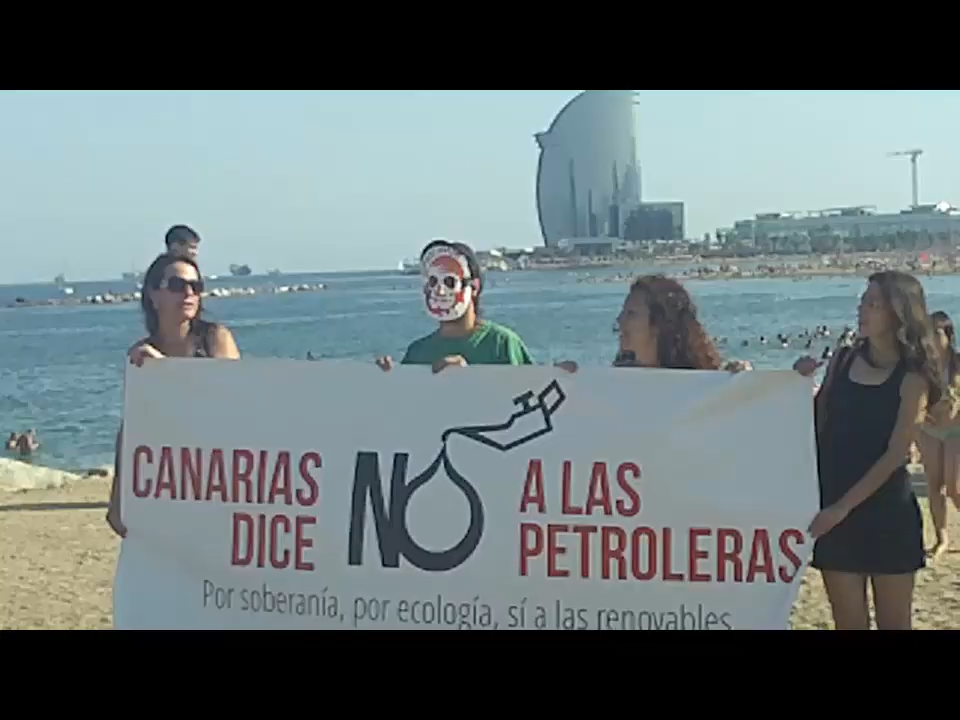 CANARIAS
DICE
NO
A LAS
PETROLERAS
Por soberanía, por ecología, sí a las renovables